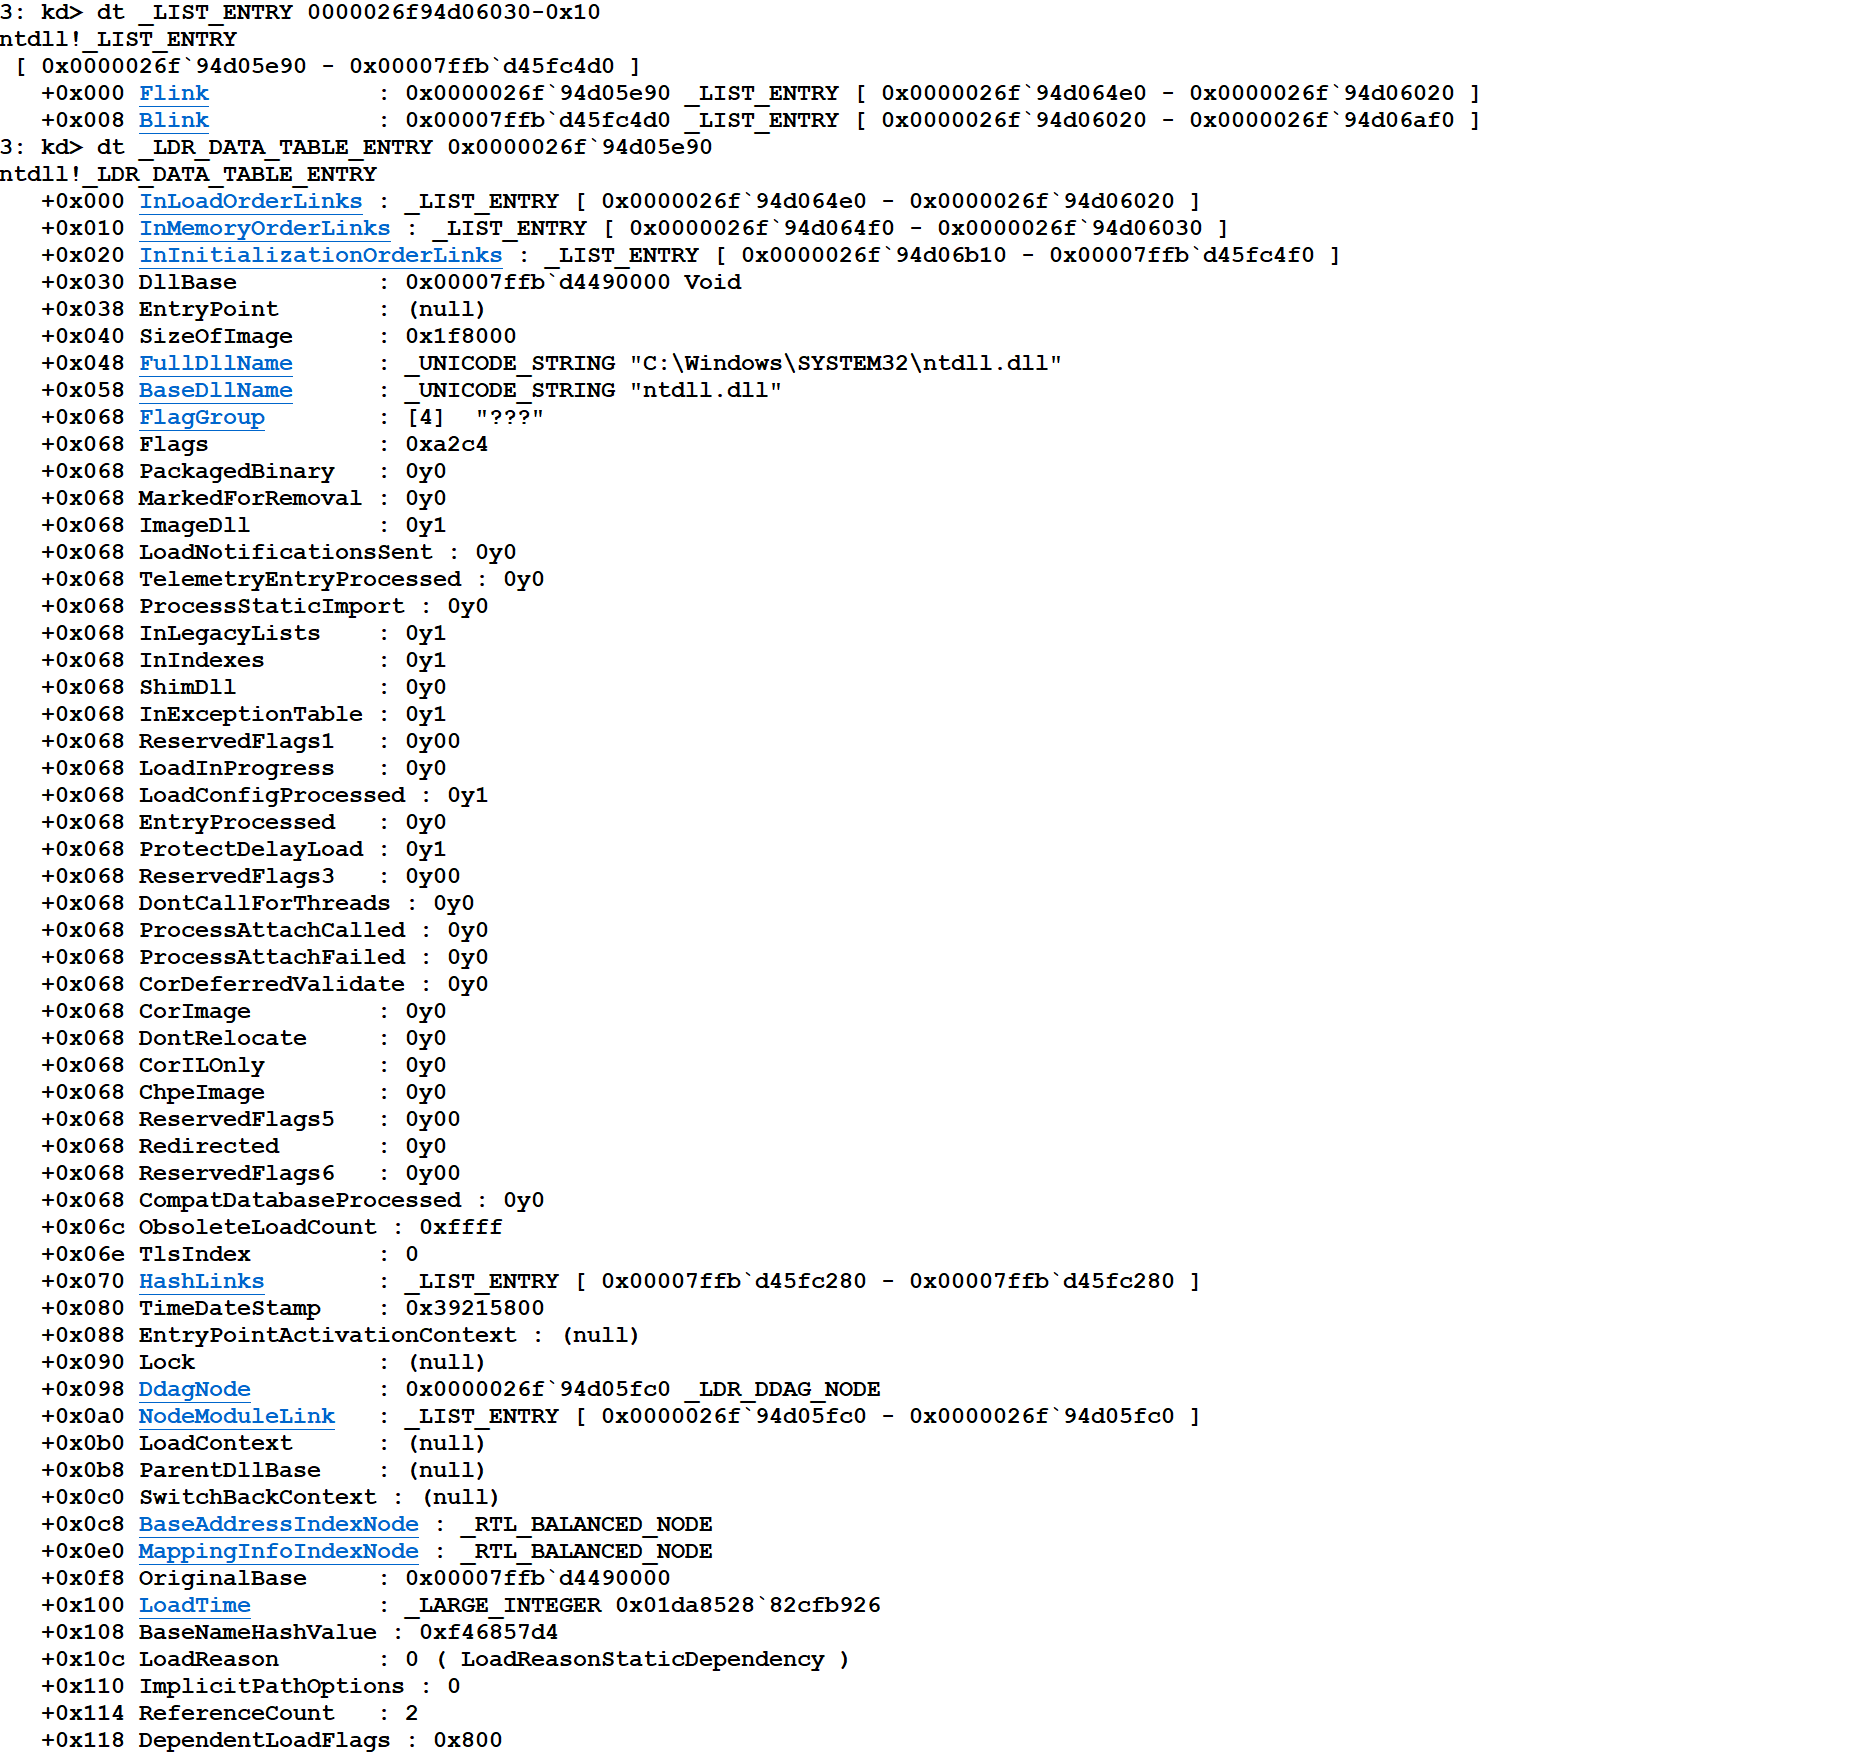 3: kd> dt _LIST_ENTRY 0000026f94d06030-0x10
ntdll!_LIST_ENTRY
 [ 0x0000026f`94d05e90 - 0x00007ffb`d45fc4d0 ]
   +0x000 Flink            : 0x0000026f`94d05e90 _LIST_ENTRY [ 0x0000026f`94d064e0 - 0x0000026f`94d06020 ]
   +0x008 Blink            : 0x00007ffb`d45fc4d0 _LIST_ENTRY [ 0x0000026f`94d06020 - 0x0000026f`94d06af0 ]
3: kd> dt _LDR_DATA_TABLE_ENTRY 0x0000026f`94d05e90
ntdll!_LDR_DATA_TABLE_ENTRY
   +0x000 InLoadOrderLinks : _LIST_ENTRY [ 0x0000026f`94d064e0 - 0x0000026f`94d06020 ]
   +0x010 InMemoryOrderLinks : _LIST_ENTRY [ 0x0000026f`94d064f0 - 0x0000026f`94d06030 ]
   +0x020 InInitializationOrderLinks : _LIST_ENTRY [ 0x0000026f`94d06b10 - 0x00007ffb`d45fc4f0 ]
   +0x030 DllBase          : 0x00007ffb`d4490000 Void
   +0x038 EntryPoint       : (null)
   +0x040 SizeOfImage      : 0x1f8000
   +0x048 FullDllName      : _UNICODE_STRING "C:\Windows\SYSTEM32\ntdll.dll"
   +0x058 BaseDllName      : _UNICODE_STRING "ntdll.dll"
   +0x068 FlagGroup        : [4]  "???"
   +0x068 Flags            : 0xa2c4
   +0x068 PackagedBinary   : 0y0
   +0x068 MarkedForRemoval : 0y0
   +0x068 ImageDll         : 0y1
   +0x068 LoadNotificationsSent : 0y0
   +0x068 TelemetryEntryProcessed : 0y0
   +0x068 ProcessStaticImport : 0y0
   +0x068 InLegacyLists    : 0y1
   +0x068 InIndexes        : 0y1
   +0x068 ShimDll          : 0y0
   +0x068 InExceptionTable : 0y1
   +0x068 ReservedFlags1   : 0y00
   +0x068 LoadInProgress   : 0y0
   +0x068 LoadConfigProcessed : 0y1
   +0x068 EntryProcessed   : 0y0
   +0x068 ProtectDelayLoad : 0y1
   +0x068 ReservedFlags3   : 0y00
   +0x068 DontCallForThreads : 0y0
   +0x068 ProcessAttachCalled : 0y0
   +0x068 ProcessAttachFailed : 0y0
   +0x068 CorDeferredValidate : 0y0
   +0x068 CorImage         : 0y0
   +0x068 DontRelocate     : 0y0
   +0x068 CorILOnly        : 0y0
   +0x068 ChpeImage        : 0y0
   +0x068 ReservedFlags5   : 0y00
   +0x068 Redirected       : 0y0
   +0x068 ReservedFlags6   : 0y00
   +0x068 CompatDatabaseProcessed : 0y0
   +0x06c ObsoleteLoadCount : 0xffff
   +0x06e TlsIndex         : 0
   +0x070 HashLinks        : _LIST_ENTRY [ 0x00007ffb`d45fc280 - 0x00007ffb`d45fc280 ]
   +0x080 TimeDateStamp    : 0x39215800
   +0x088 EntryPointActivationContext : (null)
   +0x090 Lock             : (null)
   +0x098 DdagNode         : 0x0000026f`94d05fc0 _LDR_DDAG_NODE
   +0x0a0 NodeModuleLink   : _LIST_ENTRY [ 0x0000026f`94d05fc0 - 0x0000026f`94d05fc0 ]
   +0x0b0 LoadContext      : (null)
   +0x0b8 ParentDllBase    : (null)
   +0x0c0 SwitchBackContext : (null)
   +0x0c8 BaseAddressIndexNode : _RTL_BALANCED_NODE
   +0x0e0 MappingInfoIndexNode : _RTL_BALANCED_NODE
   +0x0f8 OriginalBase     : 0x00007ffb`d4490000
   +0x100 LoadTime         : _LARGE_INTEGER 0x01da8528`82cfb926
   +0x108 BaseNameHashValue : 0xf46857d4
   +0x10c LoadReason       : 0 ( LoadReasonStaticDependency )
   +0x110 ImplicitPathOptions : 0
   +0x114 ReferenceCount   : 2
   +0x118 DependentLoadFlags : 0x800